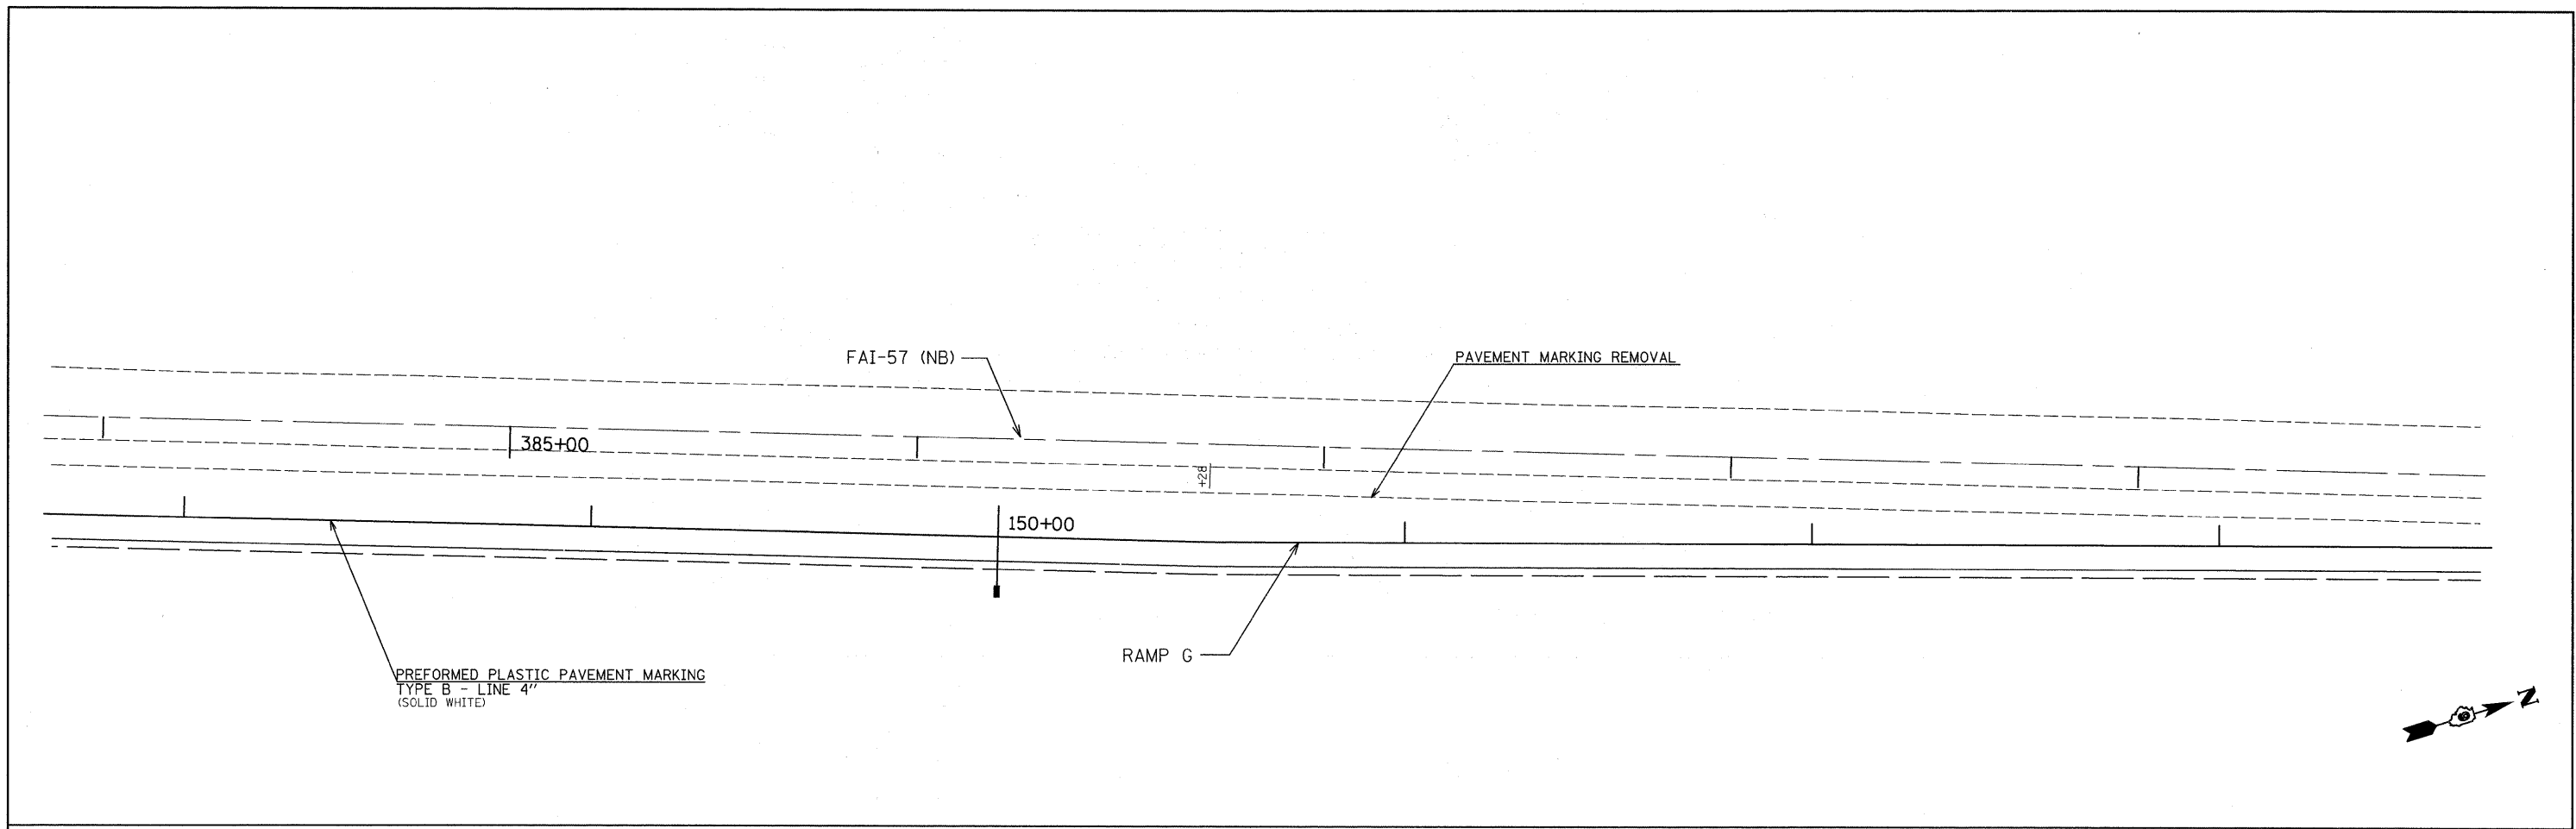 FAI-57 (NB)
PAVEMENT MARKING REMOVAL
385+00
+28
150+00
RAMP G
PREFORMED PLASTIC PAVEMENT MARKING
TYPE B - LINE 4"
(SOLID WHITE)
N